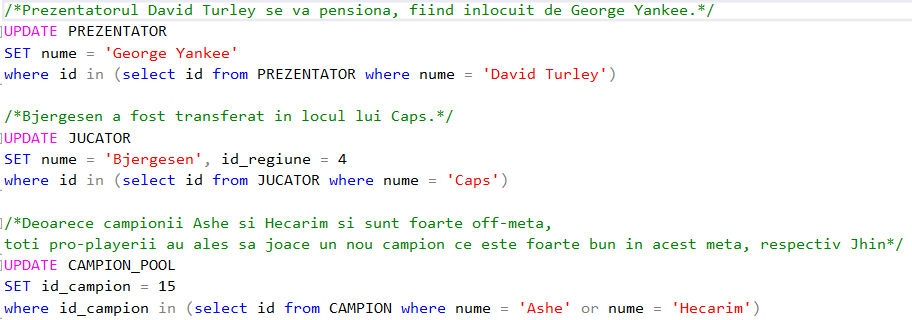 /*Prezentatorul David Turley se va pensiona, fiind inlocuit de George Yankee.*/
UPDATE PREZENTATOR
SET nume = 'George Yankee'
where id in (select id from PREZENTATOR where nume = 'David Turley')
/*Bjergesen a fost transferat in locul lui Caps.*/
UPDATE JUCATOR
SET nume = 'Bjergesen', id_regiune = 4
where id in (select id from JUCATOR where nume = 'Caps')
/*Deoarece campionii Ashe si Hecarim si sunt foarte off-meta,
toti pro-playerii au ales sa joace un nou campion ce este foarte bun in acest meta, respectiv Jhin*/
UPDATE CAMPION_POOL
SET id_campion = 15
where id_campion in (select id from CAMPION where nume = 'Ashe' or nume = 'Hecarim')